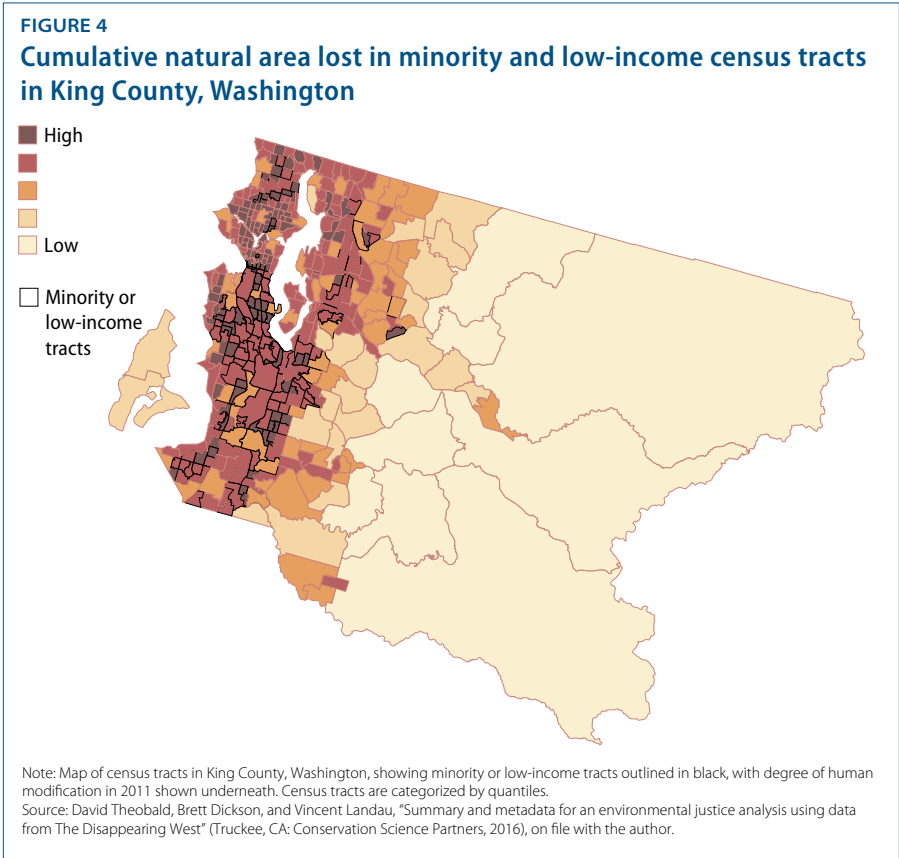 FIGURE 4
Cumulative natural area lost in minority and low-income census tracts
in King County, Washington
High
Low
Minority or
low-income
tracts
Note: Map of census tracts in King County, Washington, showing minority or low-income tracts outlined in black, with degree of human
modification in 2011 shown underneath. Census tracts are categorized by quantiles.
Source: David Theobald, Brett Dickson, and Vincent Landau, "Summary and metadata for an environmental justice analysis using data
from The Disappearing West" (Truckee, CA: Conservation Science Partners, 2016), on file with the author.